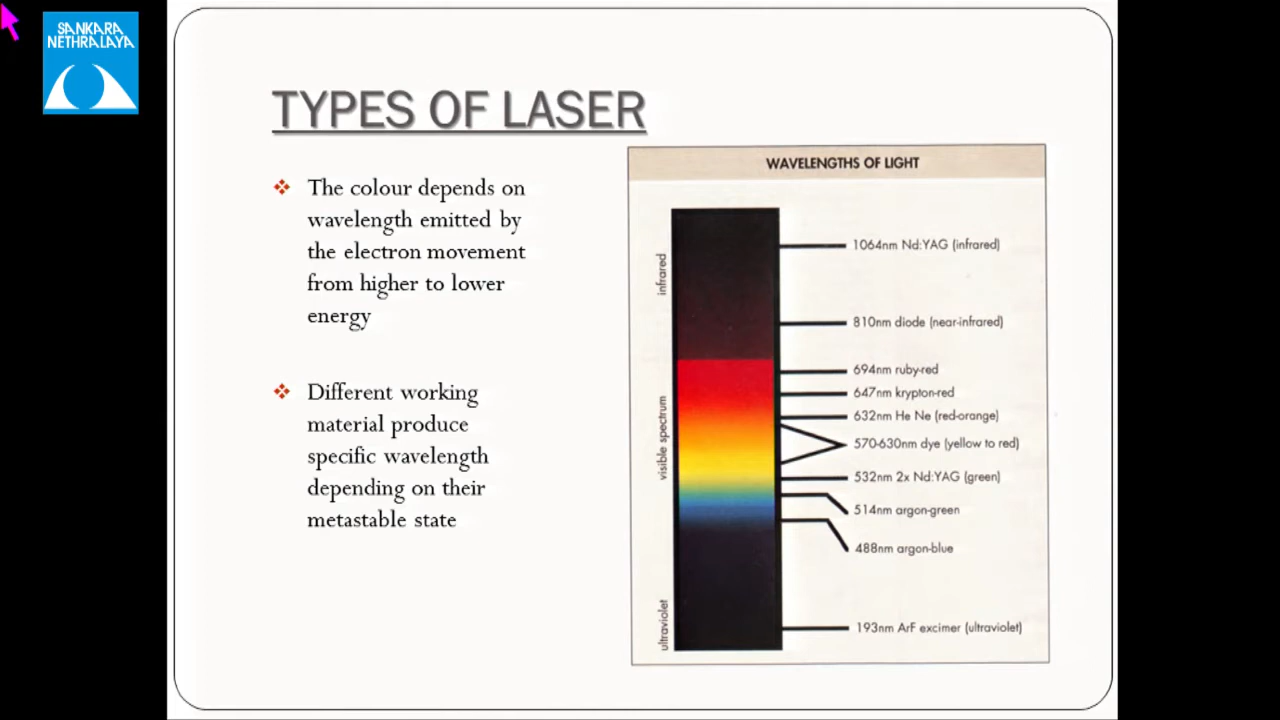 SANKARA
NETHRALAYA
TYPES OF LASER
The colour depends on
wavelength emitted by
the electron movement
from higher to lower
energy
Different working
material produce
specific wavelength
depending on their
metastable state
WAVELENGTHS OF LIGHT
infrared
visible spectrum
ultraviolet
1064nm Nd:YAG (infrared)
810nm diode (near-infrared)
694nm ruby-red
647nm krypton-red
632nm He Ne (red-orange)
570-630nm dye (yellow to red)
532nm 2x Nd:YAG (green)
514nm argon-green
488nm argon-blue
193nm ArF excimer (ultraviolet)